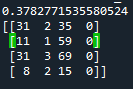 0.3782771535580524
[[31 2 35 0]
[11 1 59 0]
[31 3 69 0]
[ 8 2 15 0]]